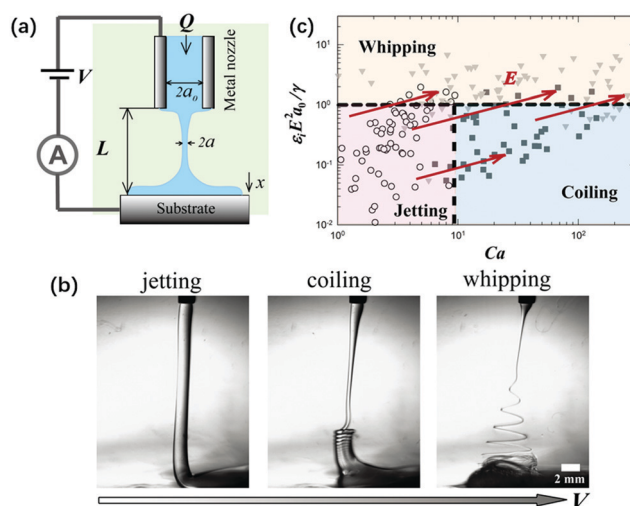 (a)
Q
2a₀
Metal nozzle
V
A
L
2a
x
Substrate
(c)
εᵢE²a₀/γ
10¹
10⁰
10⁻¹
10⁻²
Whipping
E
Jetting
Coiling
10⁰
10¹
10²
Ca
(b)
jetting coiling whipping
2 mm
V